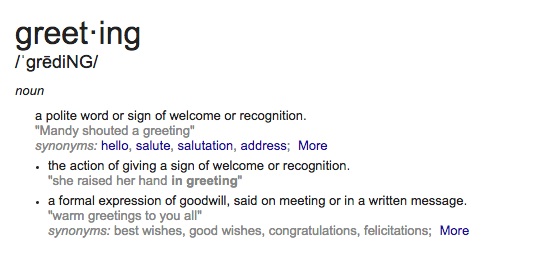 greet·ing
/ˈgrēdiNG/
noun
a polite word or sign of welcome or recognition.
"Mandy shouted a greeting"
synonyms: hello, salute, salutation, address; More
• the action of giving a sign of welcome or recognition.
"she raised her hand in greeting"
• a formal expression of goodwill, said on meeting or in a written message.
"warm greetings to you all"
synonyms: best wishes, good wishes, congratulations, felicitations; More